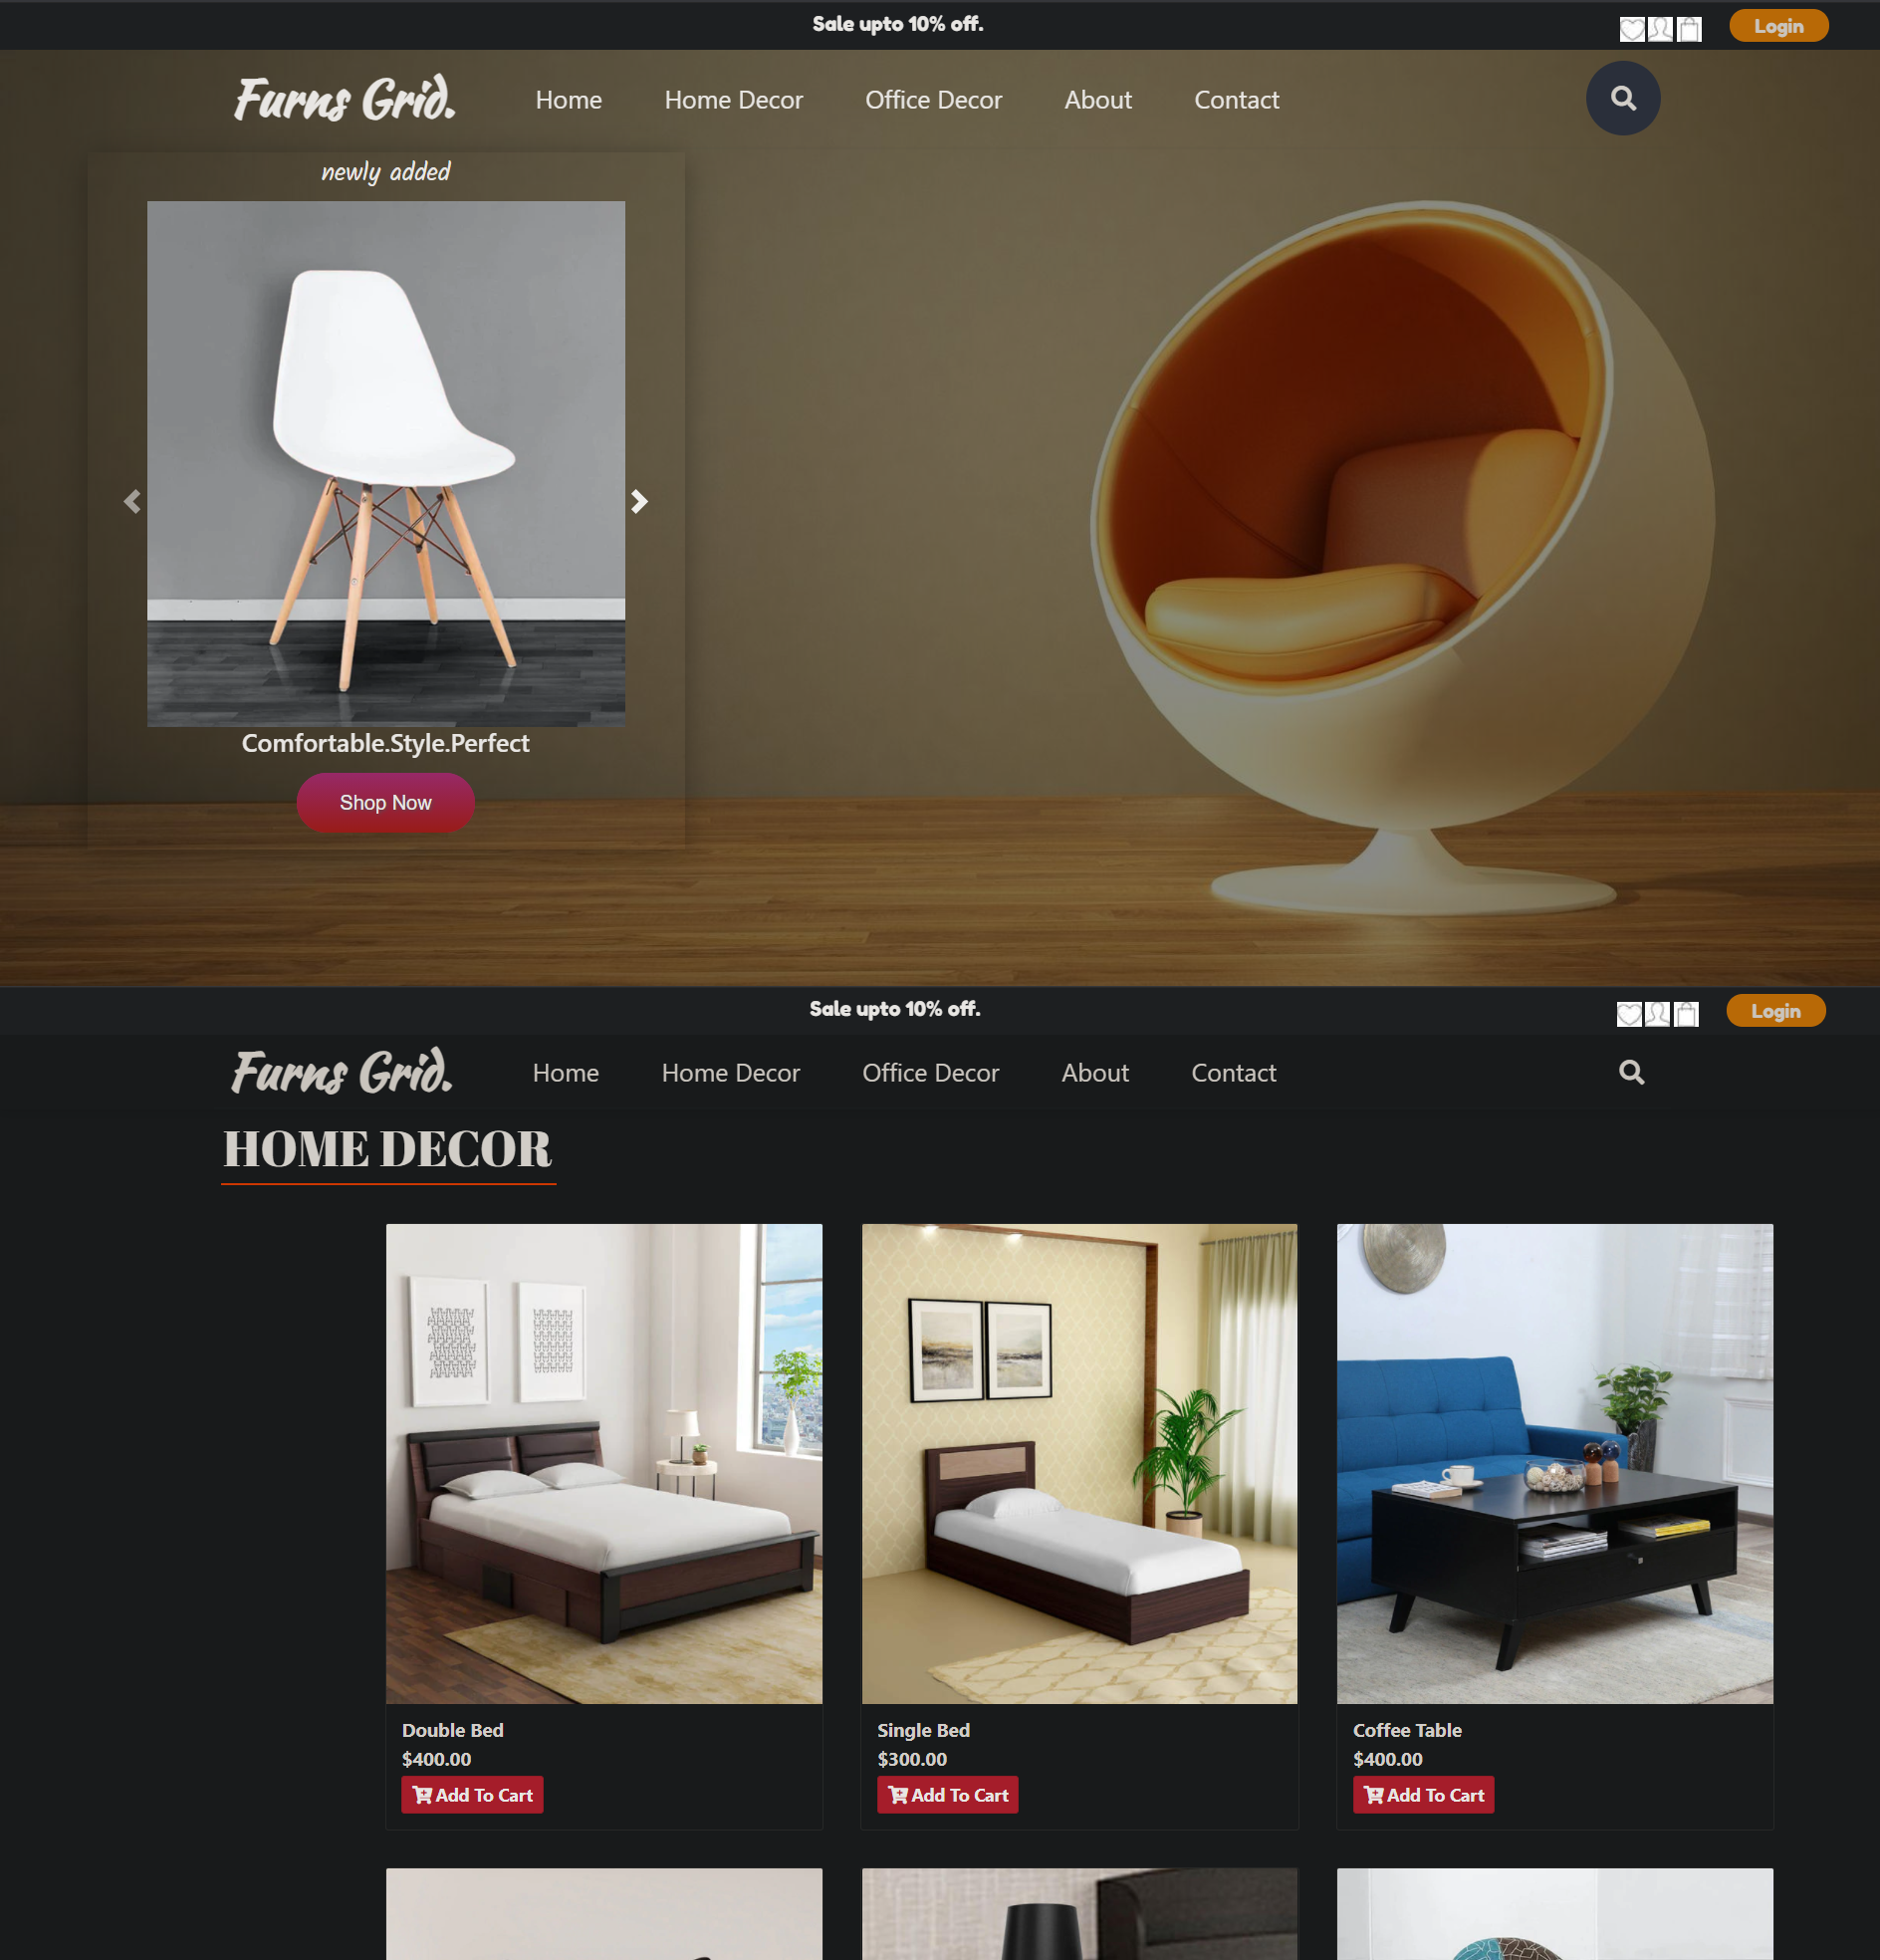 Sale upto 10% off.
Login
Furns Grid.
Home
Home Decor
Office Decor
About
Contact
newly added
Comfortable.Style.Perfect
Shop Now
Sale upto 10% off.
Login
Furns Grid.
Home
Home Decor
Office Decor
About
Contact
HOME DECOR
Double Bed
$400.00
Add To Cart
Single Bed
$300.00
Add To Cart
Coffee Table
$400.00
Add To Cart